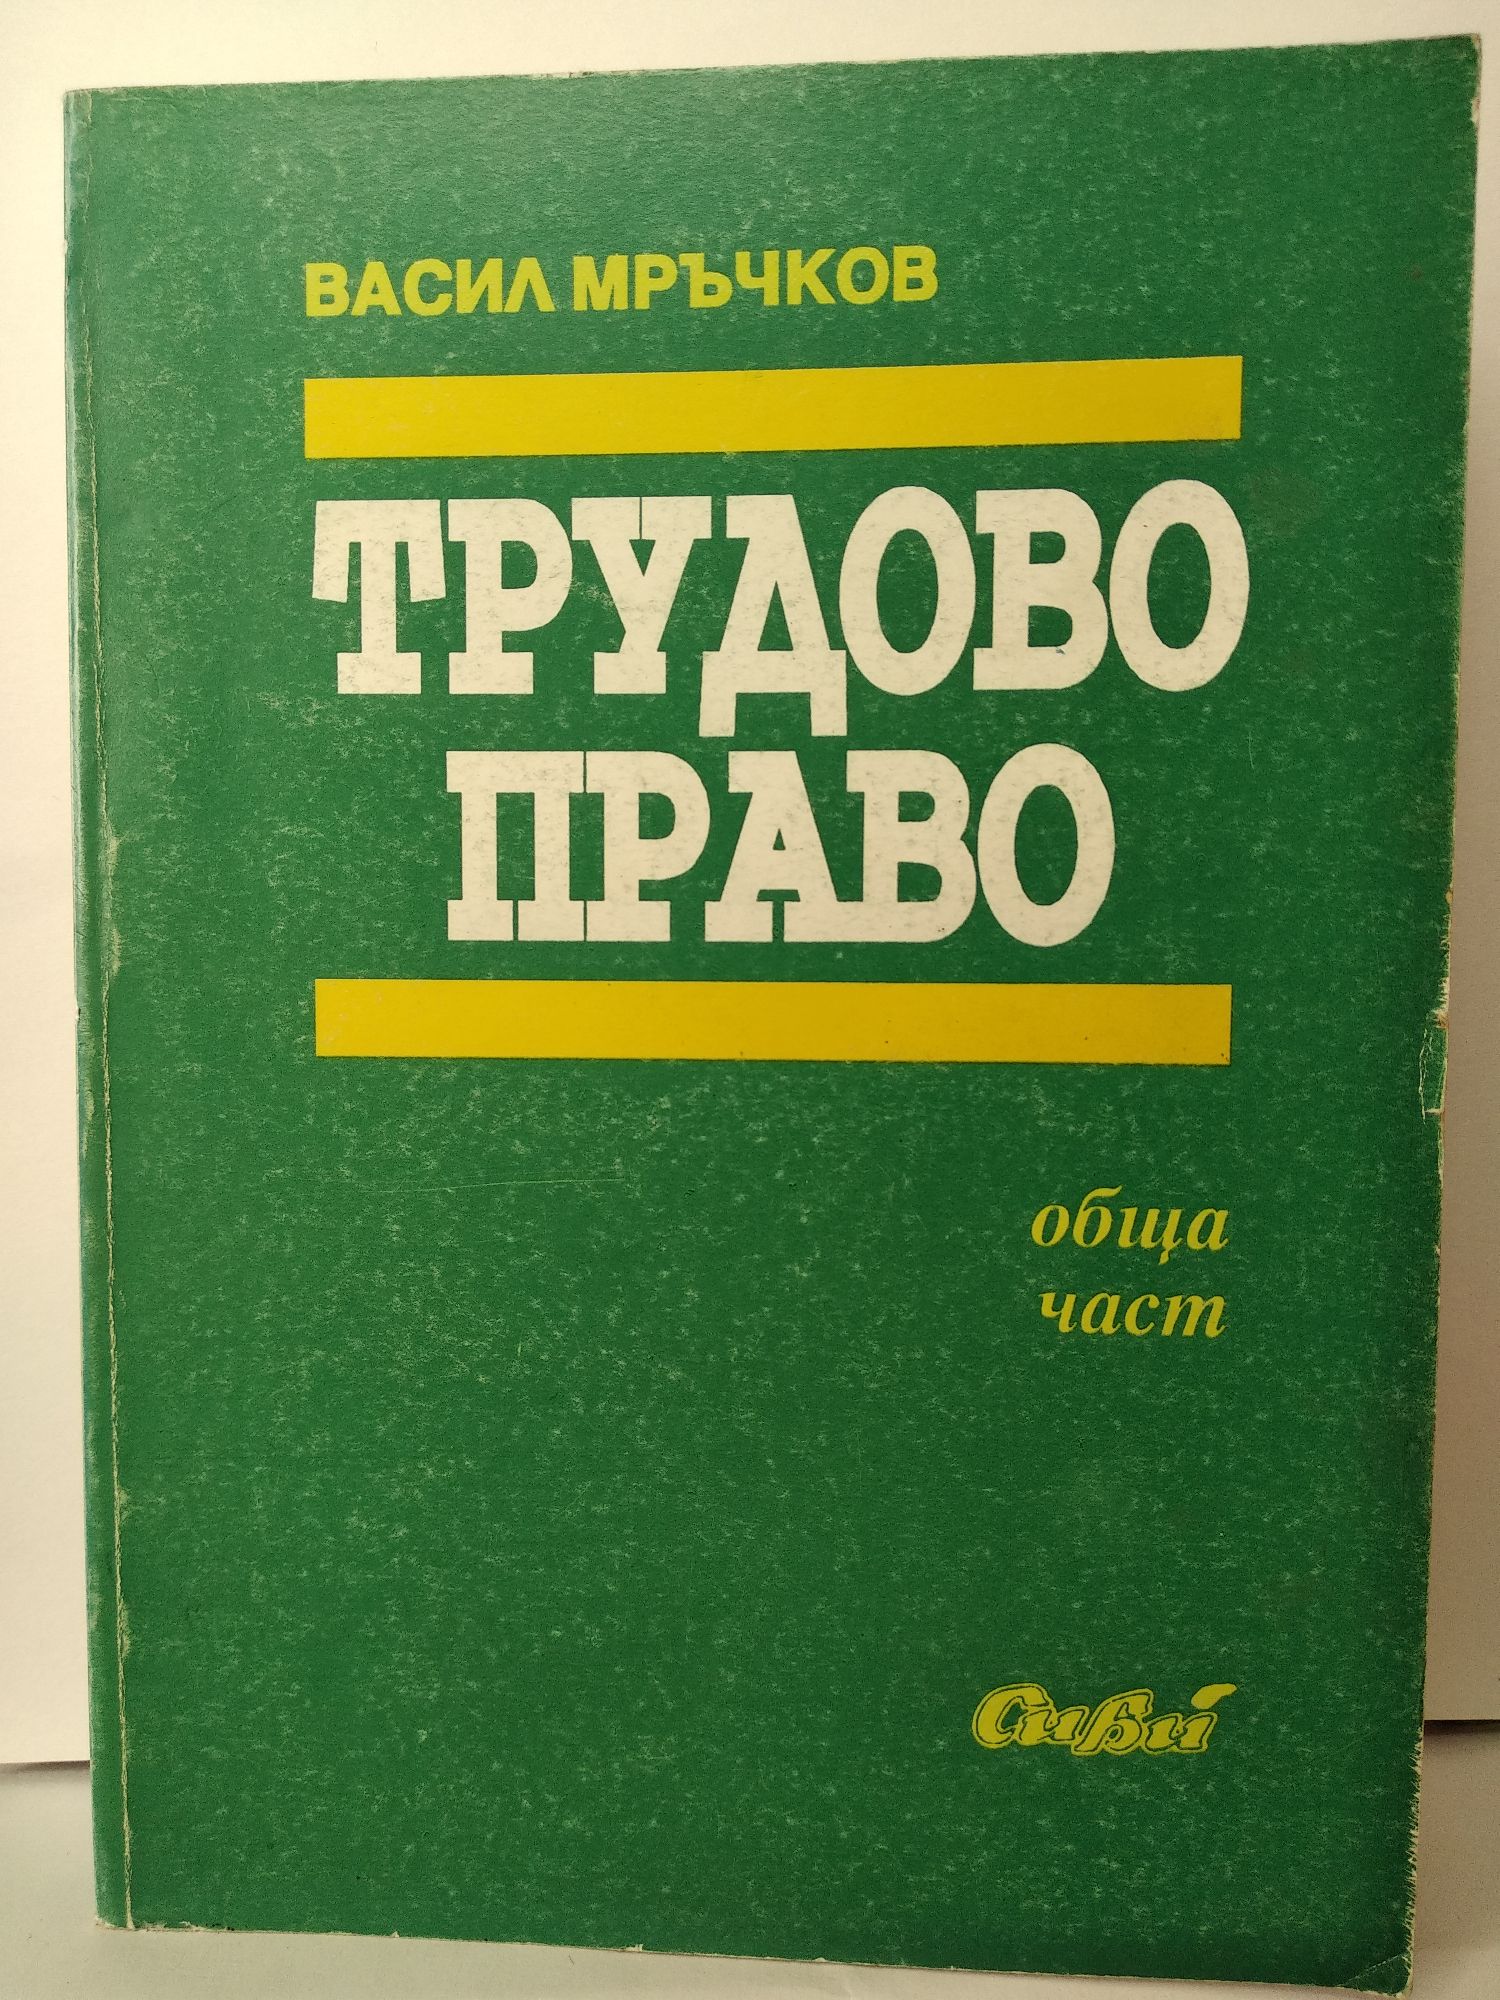 ВАСИЛ МРЪЧКОВ
ТРУДОВО
ПРАВО
обща
част
Сиби